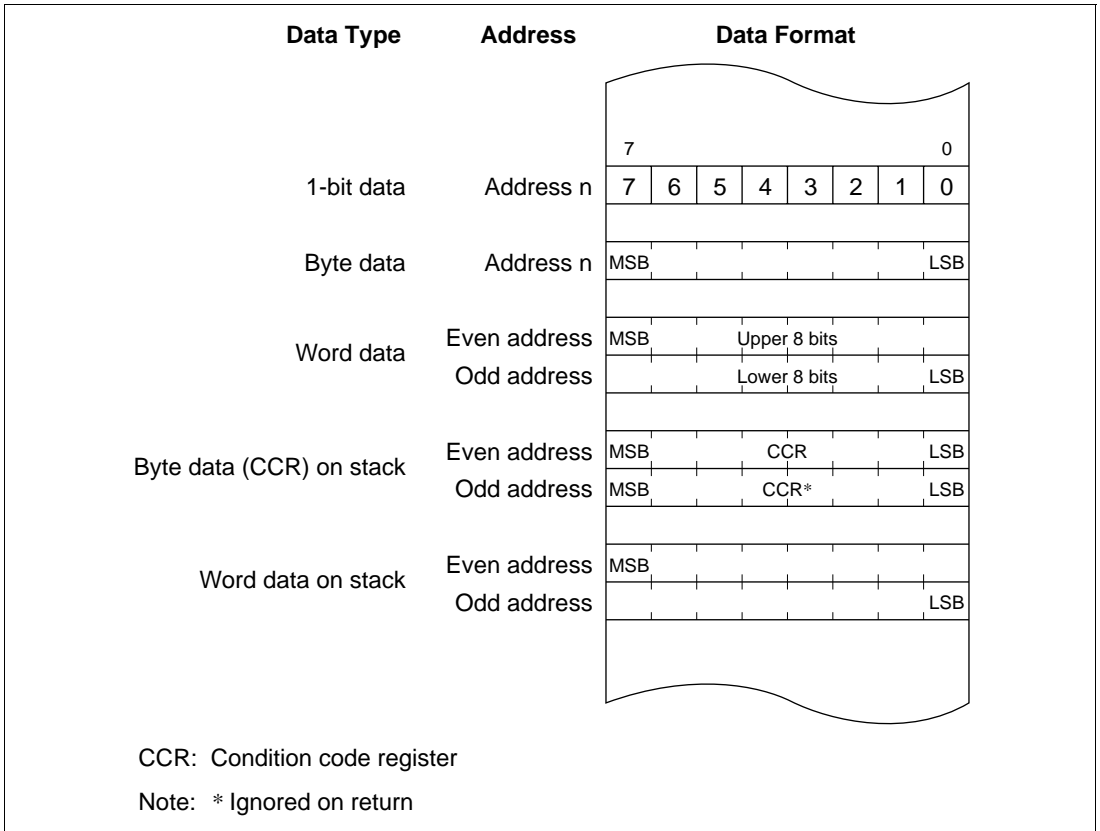 Data Type Address Data Format
7 0
1-bit data Address n 7 6 5 4 3 2 1 0
Byte data Address n MSB LSB
Word data
Even address MSB Upper 8 bits
Odd address Lower 8 bits LSB
Byte data (CCR) on stack
Even address MSB CCR LSB
Odd address MSB CCR* LSB
Word data on stack
Even address MSB
Odd address LSB
CCR: Condition code register
Note: * Ignored on return